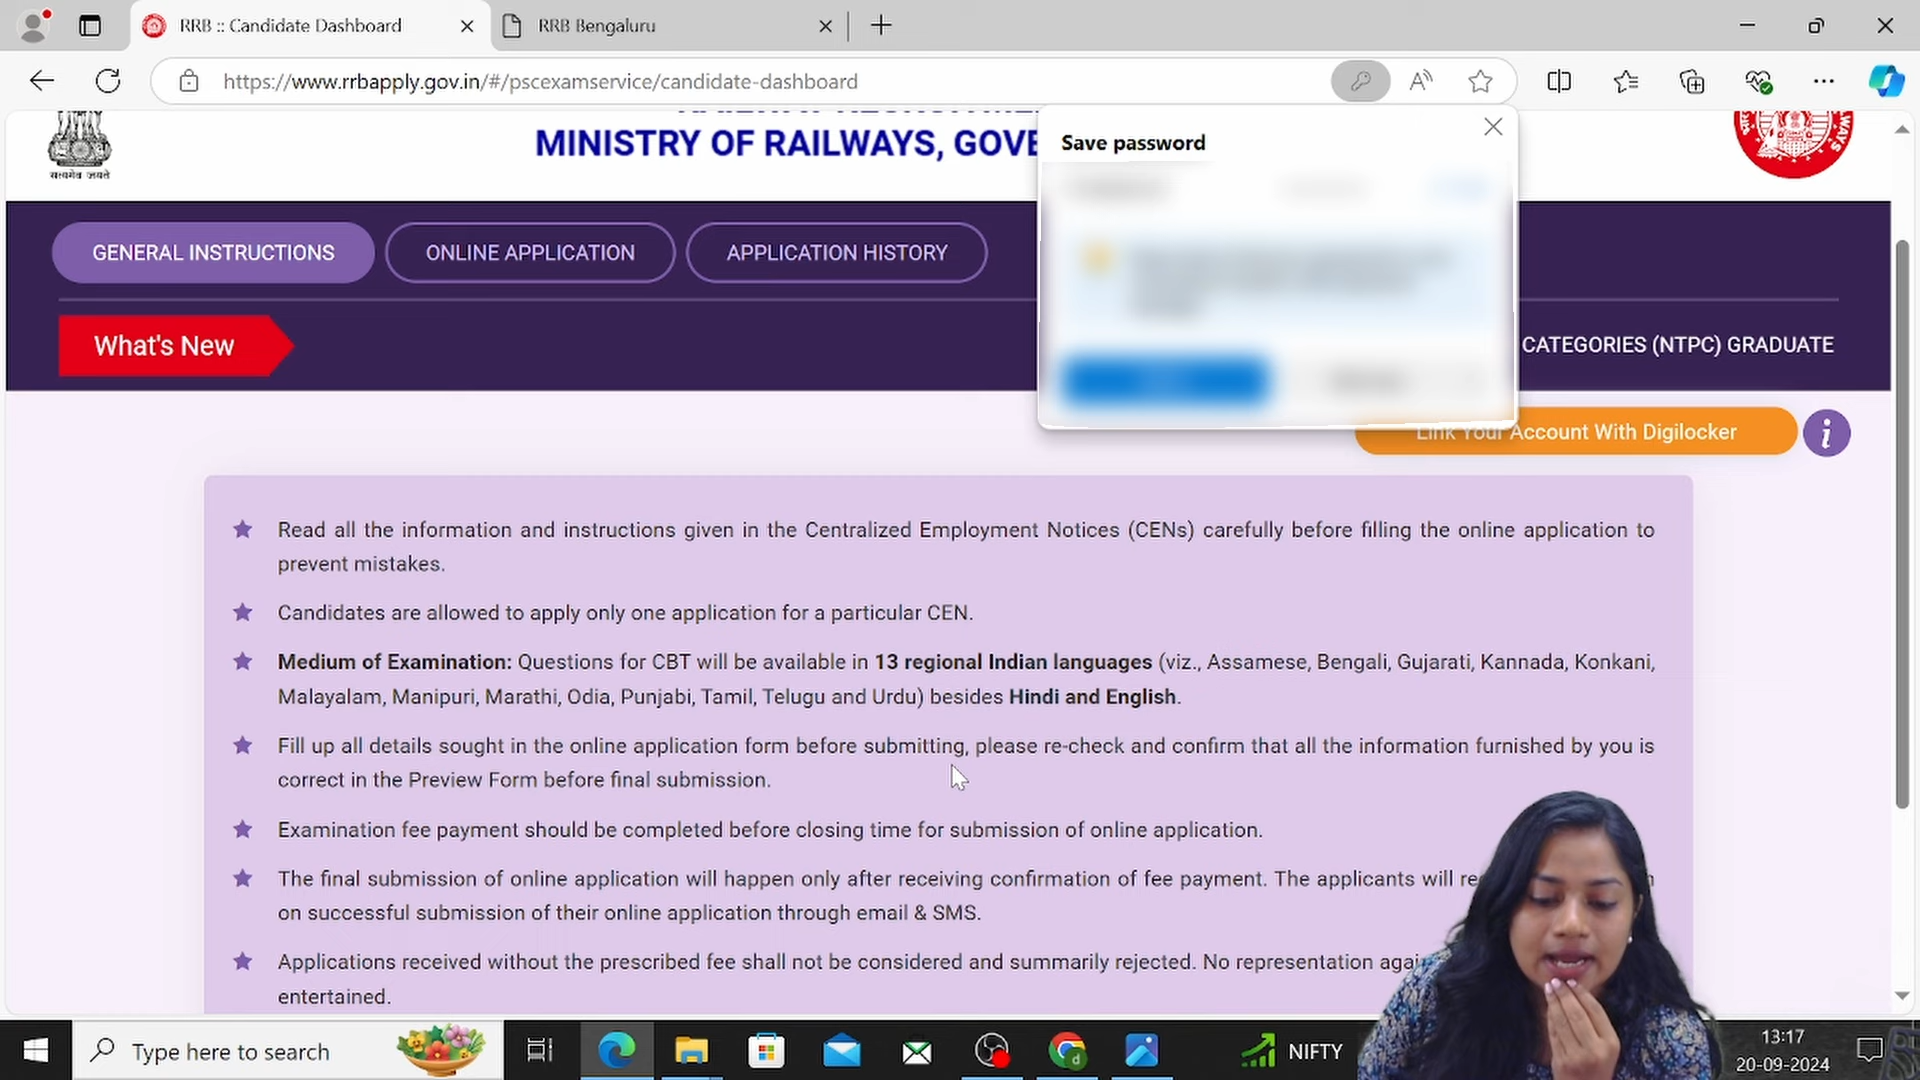 RRB :: Candidate Dashboard
RRB Bengaluru
https://www.rrbapply.gov.in/#/pscexamservice/candidate-dashboard
सत्यमेव जयते
MINISTRY OF RAILWAYS, GOVE
Save password
GENERAL INSTRUCTIONS
ONLINE APPLICATION
APPLICATION HISTORY
What's New
CATEGORIES (NTPC) GRADUATE
Link Your Account With Digilocker
Read all the information and instructions given in the Centralized Employment Notices (CENs) carefully before filling the online application to
prevent mistakes.
Candidates are allowed to apply only one application for a particular CEN.
Medium of Examination: Questions for CBT will be available in 13 regional Indian languages (viz., Assamese, Bengali, Gujarati, Kannada, Konkani,
Malayalam, Manipuri, Marathi, Odia, Punjabi, Tamil, Telugu and Urdu) besides Hindi and English.
Fill up all details sought in the online application form before submitting, please re-check and confirm that all the information furnished by you is
correct in the Preview Form before final submission.
Examination fee payment should be completed before closing time for submission of online application.
The final submission of online application will happen only after receiving confirmation of fee payment. The applicants will
on successful submission of their online application through email & SMS.
Applications received without the prescribed fee shall not be considered and summarily rejected. No representation
entertained.
Type here to search
NIFTY
13:17
20-09-2024